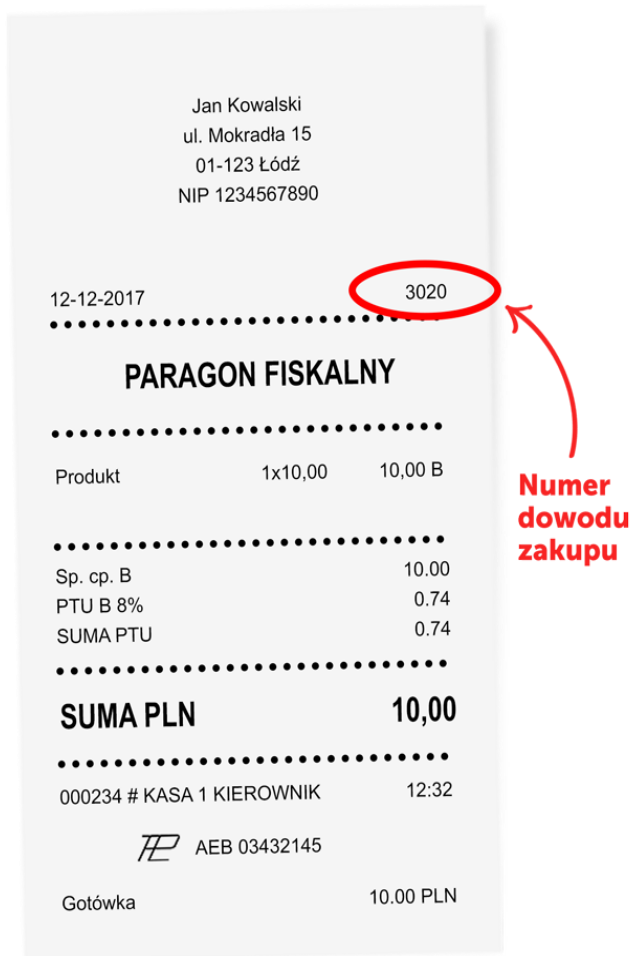 Jan Kowalski
ul. Mokradła 15
01-123 Łódź
NIP 1234567890
12-12-2017 3020
PARAGON FISKALNY
Produkt 1x10,00 10,00 B
Numer
dowodu
zakupu
Sp. cp. B 10.00
PTU B 8% 0.74
SUMA PTU 0.74
SUMA PLN 10,00
000234 # KASA 1 KIEROWNIK 12:32
AEB 03432145
Gotówka 10.00 PLN